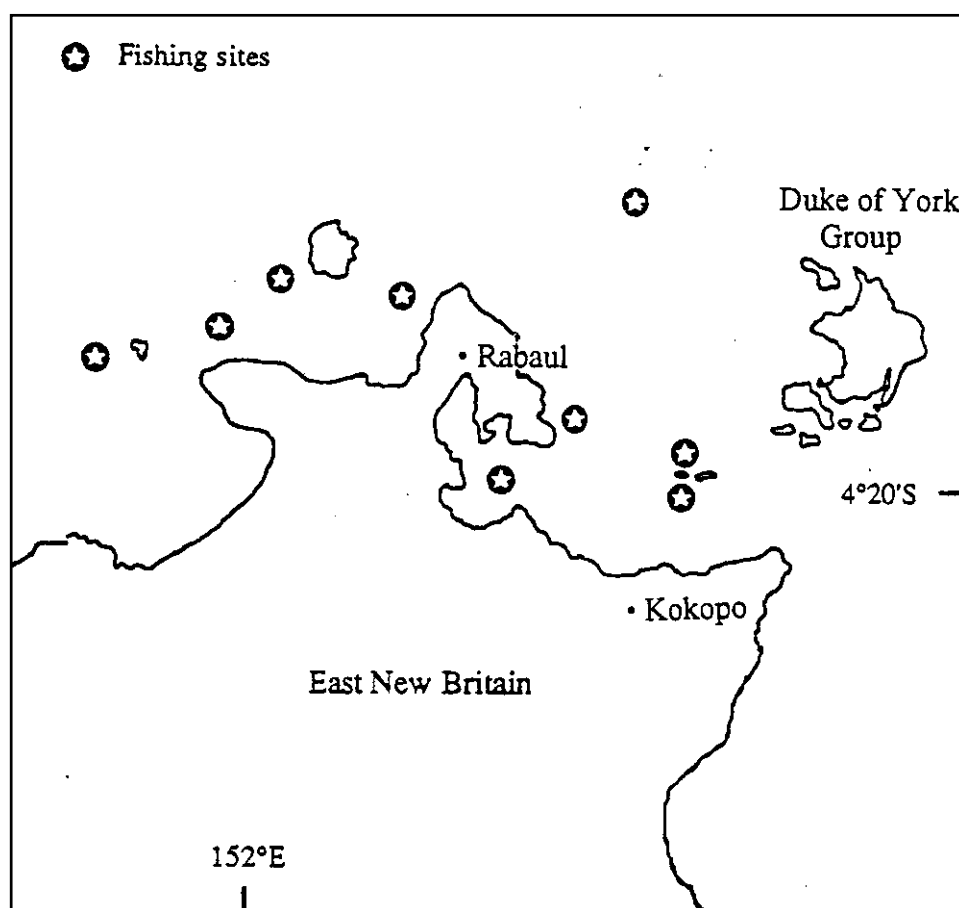 Fishing sites
Duke of York
Group
Rabaul
4°20'S
Kokopo
East New Britain
152°E